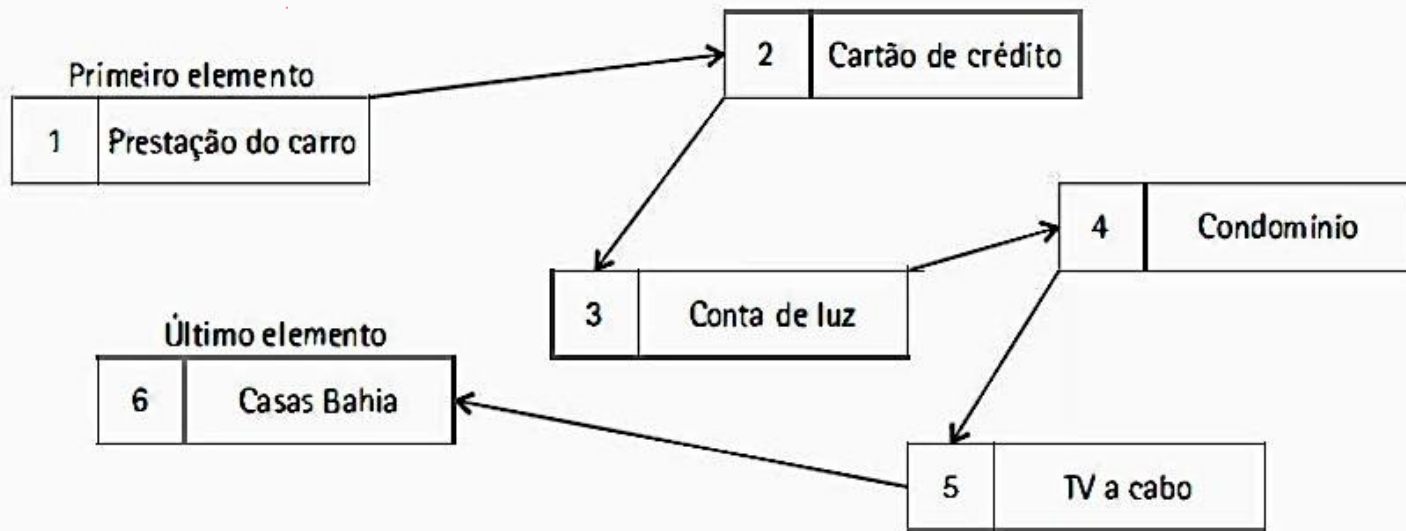 Primeiro elemento
1 Prestação do carro
2 Cartão de crédito
3 Conta de luz
4 Condomínio
5 TV a cabo
Último elemento
6 Casas Bahia